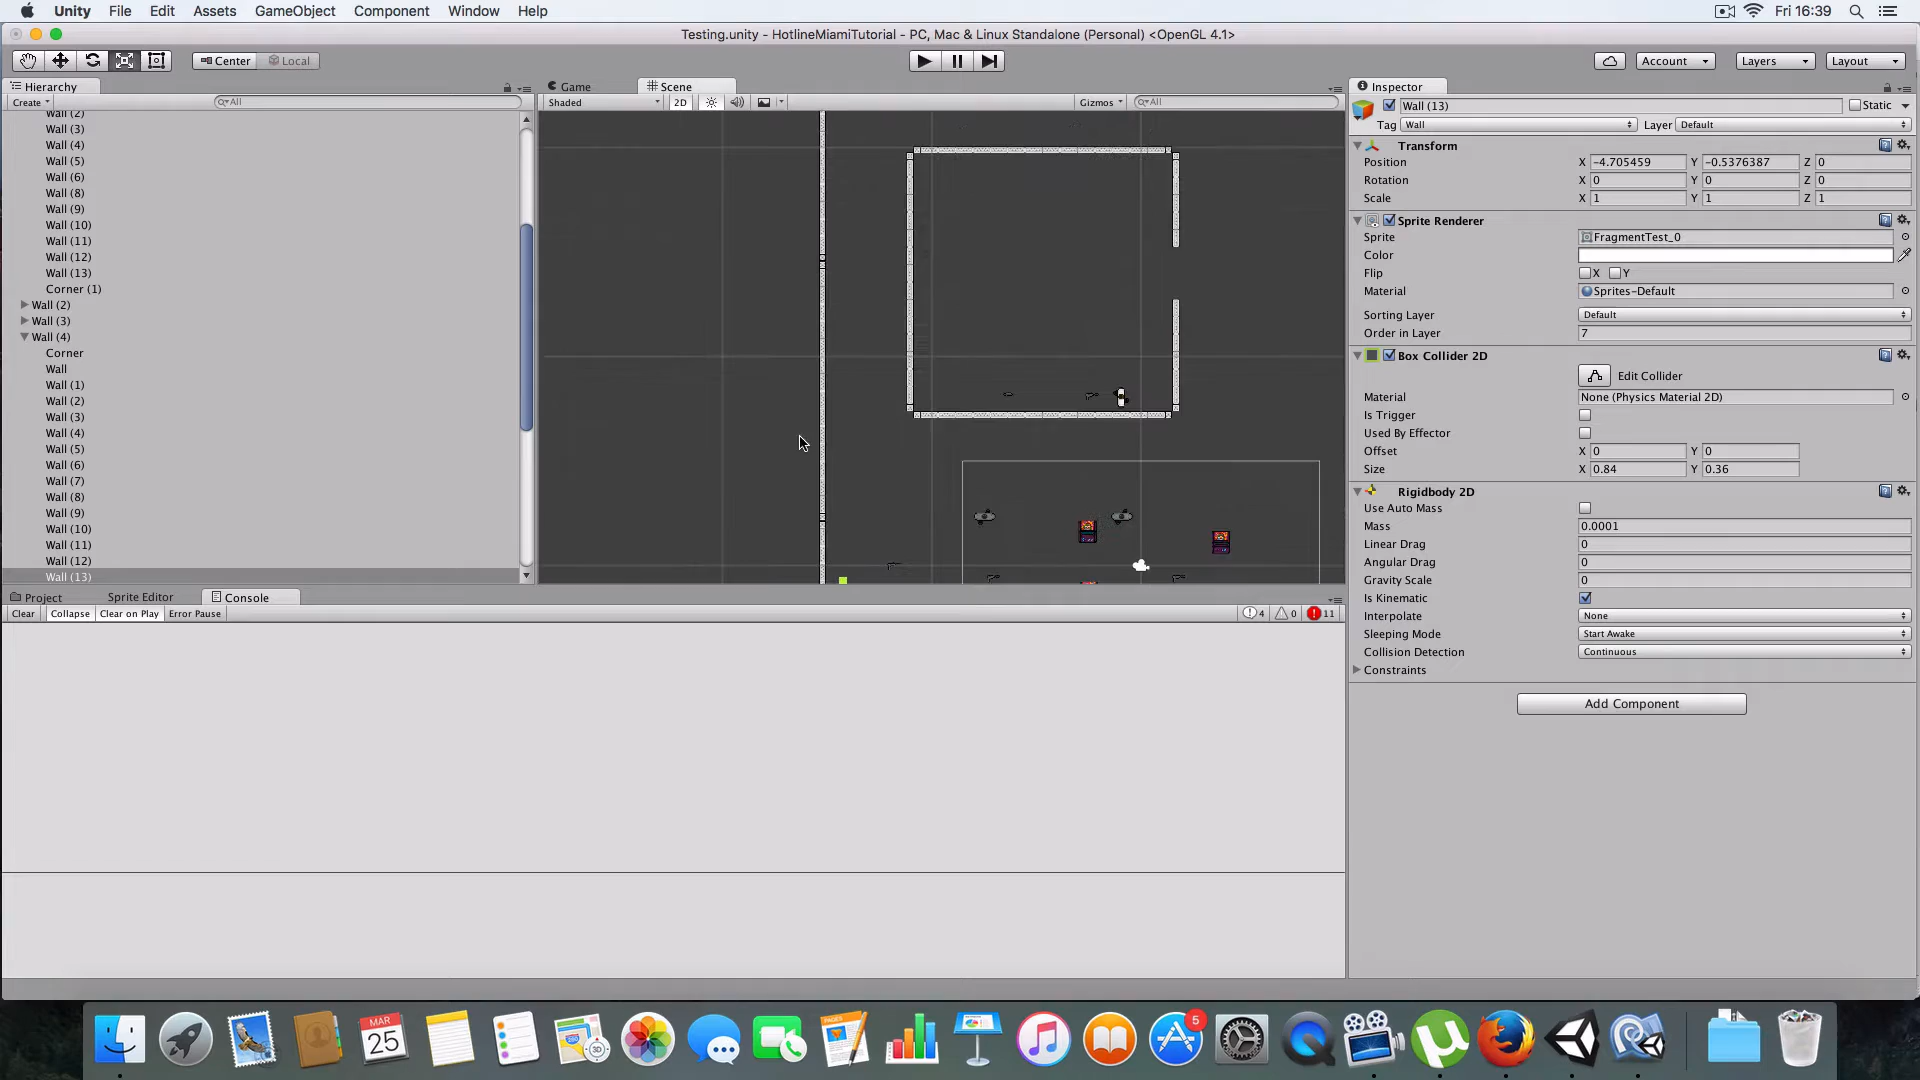 Unity File Edit Assets GameObject Component Window Help Fri 16:39
Testing.unity - HotlineMiamiTutorial - PC, Mac & Linux Standalone (Personal) <OpenGL 4.1>
Center Local Account Layers Layout
Hierarchy
Create All
Wall (2)
Wall (3)
Wall (4)
Wall (5)
Wall (6)
Wall (8)
Wall (9)
Wall (10)
Wall (11)
Wall (12)
Wall (13)
Corner (1)
Wall (2)
Wall (3)
Wall (4)
Corner
Wall
Wall (1)
Wall (2)
Wall (3)
Wall (4)
Wall (5)
Wall (6)
Wall (7)
Wall (8)
Wall (9)
Wall (10)
Wall (11)
Wall (12)
Wall (13)
Game Scene
Shaded 2D Gizmos All
Inspector
Wall (13) Static
Tag Wall Layer Default
Transform
Position X -4.705459 Y -0.5376387 Z 0
Rotation X 0 Y 0 Z 0
Scale X 1 Y 1 Z 1
Sprite Renderer
Sprite FragmentTest_0
Color
Flip X Y
Material Sprites-Default
Sorting Layer Default
Order in Layer 7
Box Collider 2D
Edit Collider
Material None (Physics Material 2D)
Is Trigger
Used By Effector
Offset X 0 Y 0
Size X 0.84 Y 0.36
Rigidbody 2D
Use Auto Mass
Mass 0.0001
Linear Drag 0
Angular Drag 0
Gravity Scale 0
Is Kinematic
Interpolate None
Sleeping Mode Start Awake
Collision Detection Continuous
Constraints
Add Component
Project Sprite Editor Console
Clear Collapse Clear on Play Error Pause 4 0 11
MAR
25
5